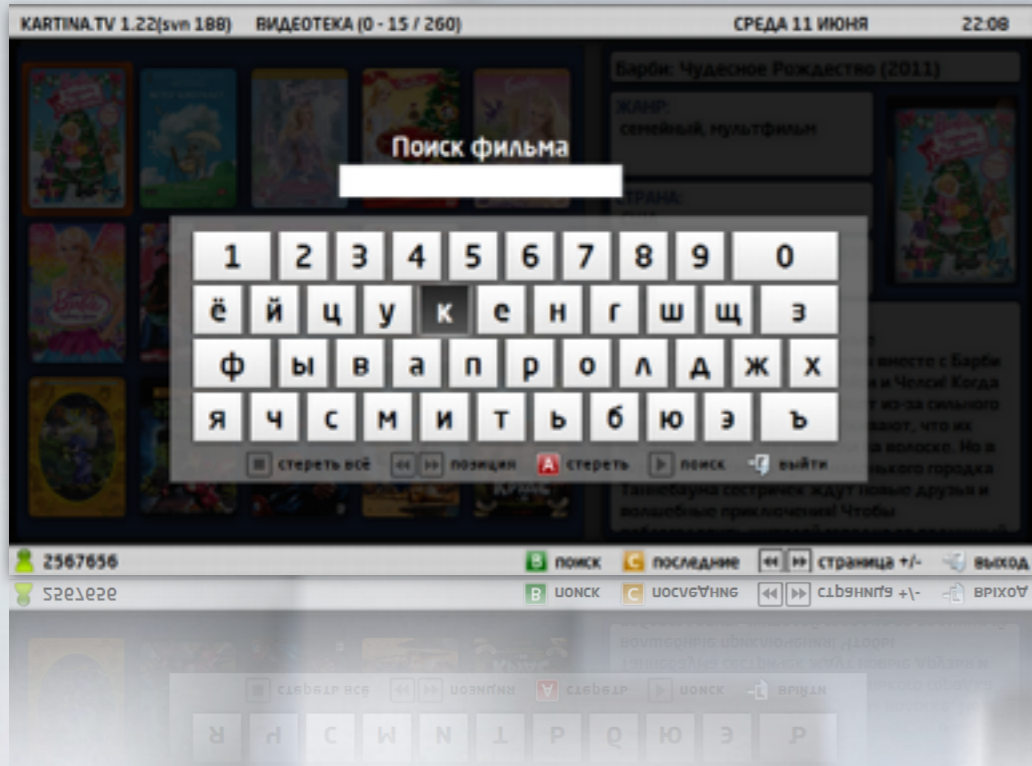 KARTINA.TV 1.22(svn 188) ВИДЕОТЕКА (0 - 15 / 260) СРЕДА 11 ИЮНЯ 22:08
Барби: Чудесное Рождество (2011)
ЖАНР:
семейный, мультфильм
Поиск фильма
СТРАНА:
1 2 3 4 5 6 7 8 9 0
ё й ц у к е н г ш щ з
ф ы в а п р о л д ж х
я ч с м и т ь б ю э ъ
вместе с Барби
и Челси! Когда
из-за сильного
что их
на волоске. Но я
городка
Танненбауна сестричек ждут новые друзья и
волшебные приключения! Чтобы
стереть всё позиция A стереть поиск выйти
2567656 B поиск C последние страница +/- выход